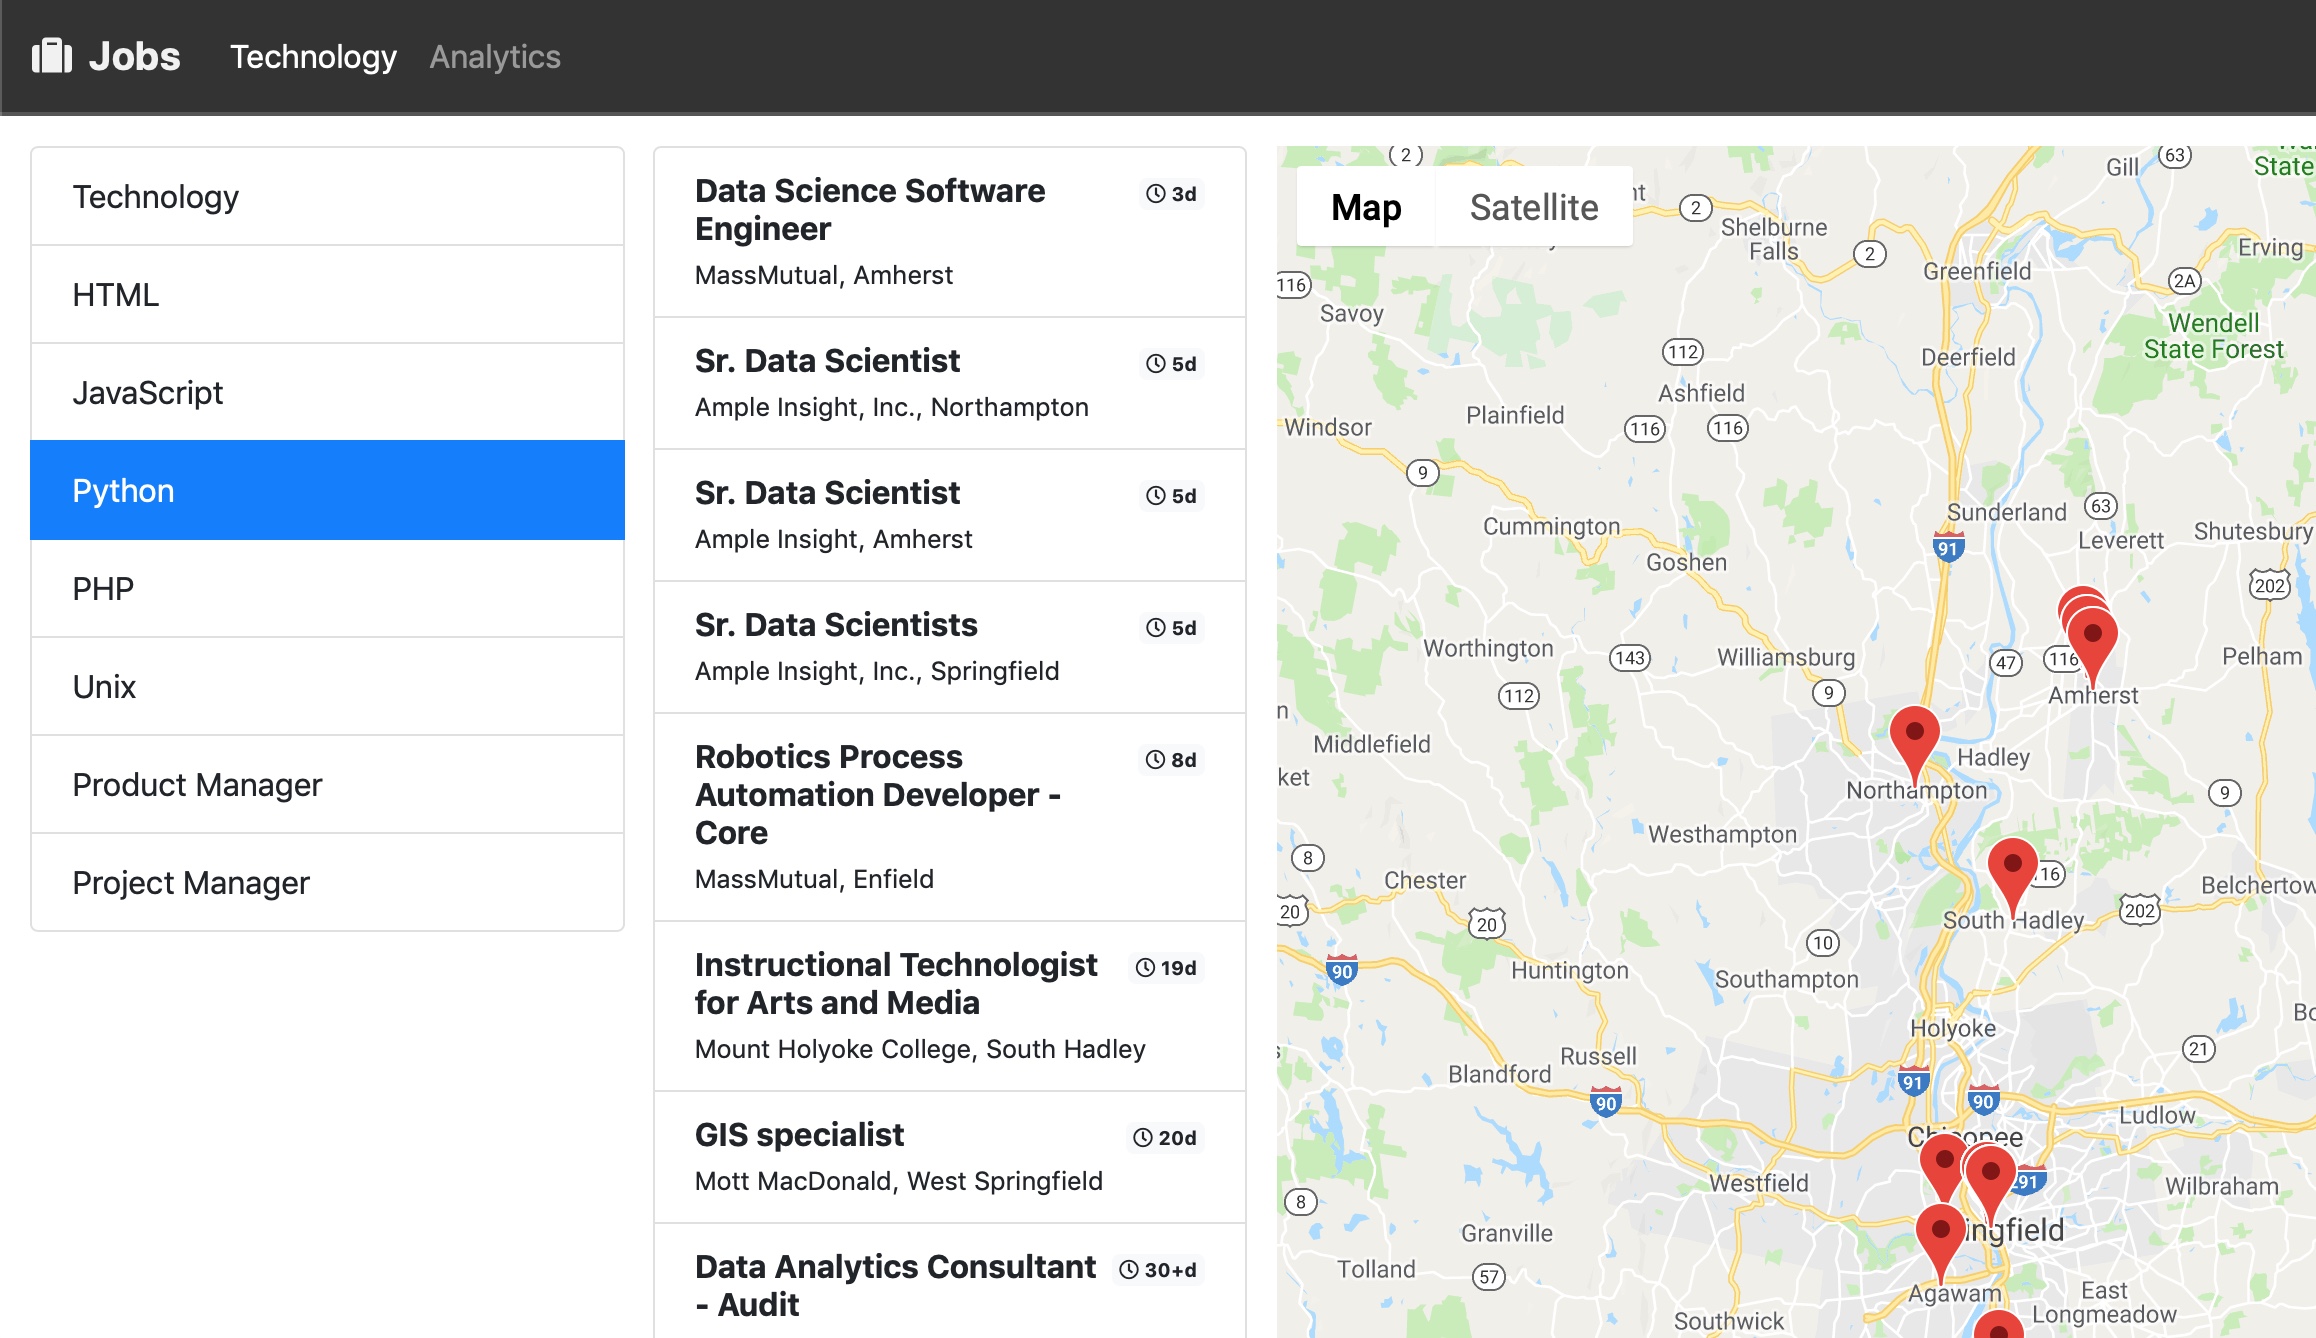 Jobs
Technology
Analytics
Technology
HTML
JavaScript
Python
PHP
Unix
Product Manager
Project Manager
Data Science Software
Engineer
3d
MassMutual, Amherst
Sr. Data Scientist
5d
Ample Insight, Inc., Northampton
Sr. Data Scientist
5d
Ample Insight, Amherst
Sr. Data Scientists
5d
Ample Insight, Inc., Springfield
Robotics Process
Automation Developer -
Core
8d
MassMutual, Enfield
Instructional Technologist
for Arts and Media
19d
Mount Holyoke College, South Hadley
GIS specialist
20d
Mott MacDonald, West Springfield
Data Analytics Consultant
- Audit
30+d
Map
Satellite
2
Gill
63
State
2
Shelburne
Falls
2
Greenfield
Erving
2A
116
Savoy
Wendell
State Forest
112
Deerfield
Ashfield
Plainfield
116
116
Windsor
9
Cummington
Sunderland
63
Shutesbury
Leverett
91
Goshen
202
Worthington
143
Williamsburg
47
116
Pelham
112
9
Amherst
Middlefield
Hadley
ket
Northampton
9
Westhampton
8
Chester
116
Belchertow
20
20
South Hadley
202
10
90
Huntington
Southampton
Holyoke
Russell
21
Blandford
91
90
90
Ludlow
Chicopee
Westfield
291
Wilbraham
8
Granville
ingfield
Tolland
57
Agawam
East
Longmeadow
Southwick